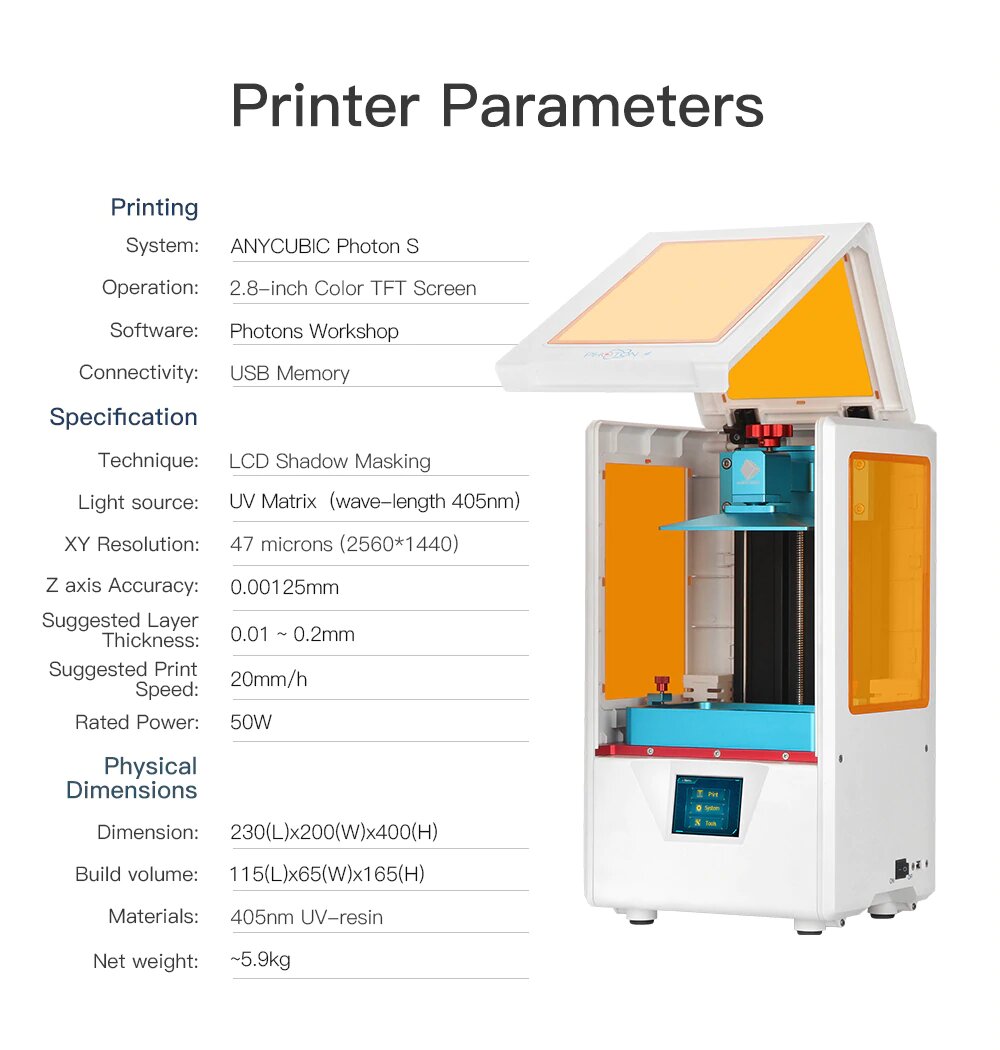 Printer Parameters
Printing
System: ANYCUBIC Photon S
Operation: 2.8-inch Color TFT Screen
Software: Photons Workshop
Connectivity: USB Memory
Specification
Technique: LCD Shadow Masking
Light source: UV Matrix (wave-length 405nm)
XY Resolution: 47 microns (2560*1440)
Z axis Accuracy: 0.00125mm
Suggested Layer
Thickness: 0.01 ~ 0.2mm
Suggested Print
Speed: 20mm/h
Rated Power: 50W
Physical
Dimensions
Dimension: 230(L)x200(W)x400(H)
Build volume: 115(L)x65(W)x165(H)
Materials: 405nm UV-resin
Net weight: ~5.9kg
PHOTON
Print
System
Tools
ON